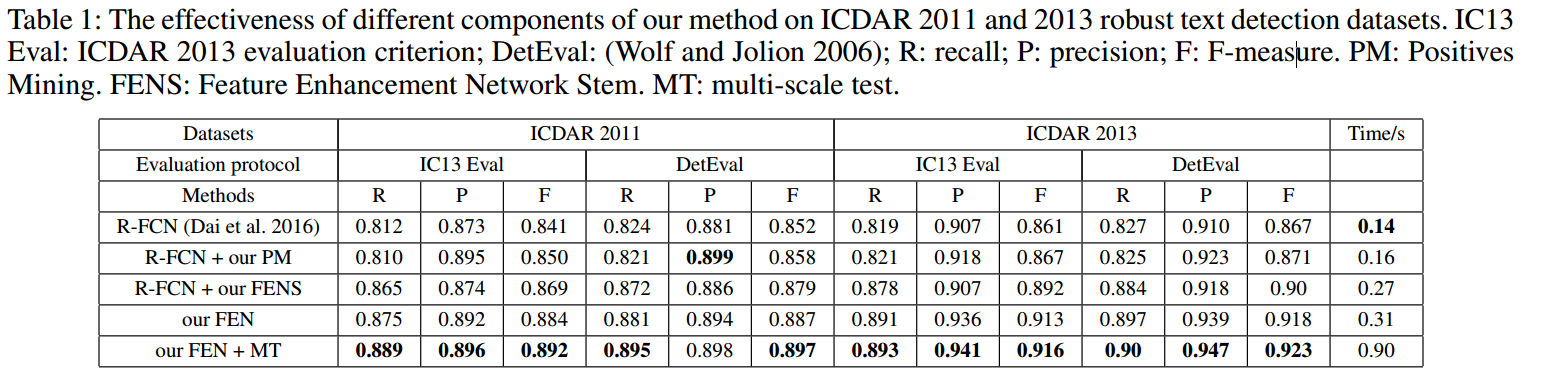 Table 1: The effectiveness of different components of our method on ICDAR 2011 and 2013 robust text detection datasets. IC13
Eval: ICDAR 2013 evaluation criterion; DetEval: (Wolf and Jolion 2006); R: recall; P: precision; F: F-measure. PM: Positives
Mining. FENS: Feature Enhancement Network Stem. MT: multi-scale test.
Datasets ICDAR 2011 ICDAR 2013 Time/s
Evaluation protocol IC13 Eval DetEval IC13 Eval DetEval
Methods R P F R P F R P F R P F
R-FCN (Dai et al. 2016) 0.812 0.873 0.841 0.824 0.881 0.852 0.819 0.907 0.861 0.827 0.910 0.867 0.14
R-FCN + our PM 0.810 0.895 0.850 0.821 0.899 0.858 0.821 0.918 0.867 0.825 0.923 0.871 0.16
R-FCN + our FENS 0.865 0.874 0.869 0.872 0.886 0.879 0.878 0.907 0.892 0.884 0.918 0.90 0.27
our FEN 0.875 0.892 0.884 0.881 0.894 0.887 0.891 0.936 0.913 0.897 0.939 0.918 0.31
our FEN + MT 0.889 0.896 0.892 0.895 0.898 0.897 0.893 0.941 0.916 0.90 0.947 0.923 0.90